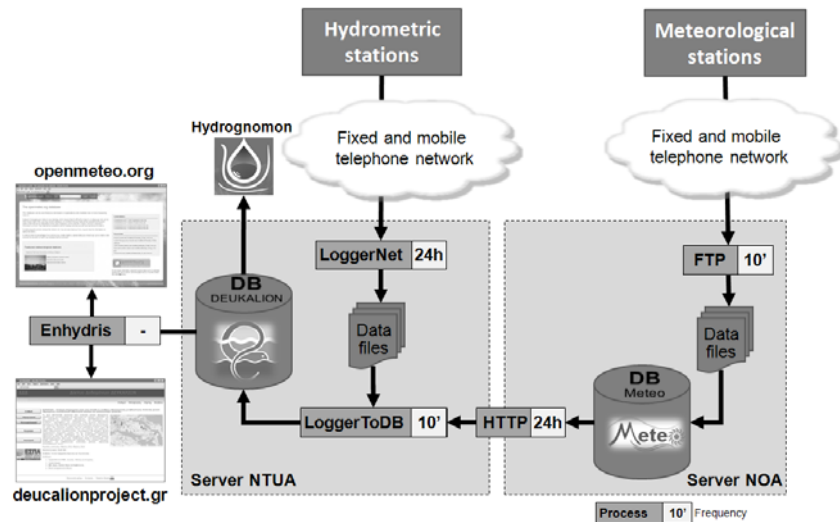 Hydrometric
stations
Meteorological
stations
Fixed and mobile
telephone network
Fixed and mobile
telephone network
Hydrognomon
openmeteo.org
LoggerNet 24h
FTP 10'
DB
DEUKALION
Data
files
Data
files
Enhydris -
DB
Meteo
Mete
LoggerToDB 10'
HTTP 24h
Server NTUA
Server NOA
deucalionproject.gr
Process 10' Frequency